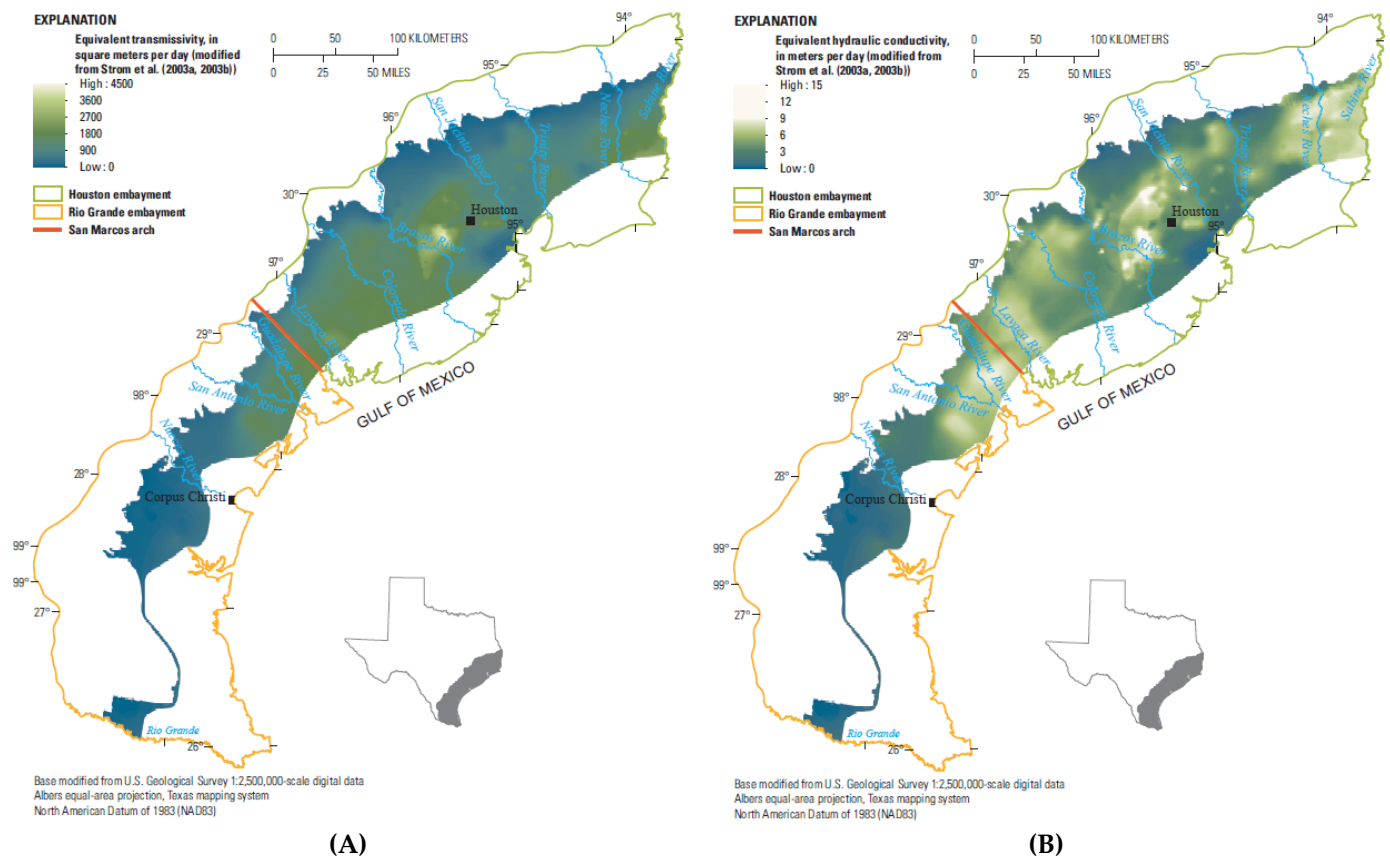 EXPLANATION
Equivalent transmissivity, in
square meters per day (modified
from Strom et al. (2003a, 2003b))
High : 4500
3600
2700
1800
900
Low : 0
Houston embayment
Rio Grande embayment
San Marcos arch
0 50 100 KILOMETERS
0 25 50 MILES
94°
95°
96°
30°
97°
29°
98°
28°
99°
99°
27°
26°
95°
Sabine River
Neches River
Trinity River
San Jacinto River
Houston
Brazos River
Colorado River
Lavaca River
Guadalupe River
San Antonio River
Nueces River
GULF OF MEXICO
Corpus Christi
Rio Grande
Base modified from U.S. Geological Survey 1:2,500,000-scale digital data
Albers equal-area projection, Texas mapping system
North American Datum of 1983 (NAD83)
(A)
EXPLANATION
Equivalent hydraulic conductivity,
in meters per day (modified from
Strom et al. (2003a, 2003b))
High : 15
12
9
6
3
Low : 0
Houston embayment
Rio Grande embayment
San Marcos arch
0 50 100 KILOMETERS
0 25 50 MILES
94°
95°
96°
30°
97°
29°
98°
28°
99°
99°
27°
26°
95°
Sabine River
Neches River
Trinity River
San Jacinto River
Houston
Brazos River
Colorado River
Lavaca River
Guadalupe River
San Antonio River
Nueces River
GULF OF MEXICO
Corpus Christi
Rio Grande
Base modified from U.S. Geological Survey 1:2,500,000-scale digital data
Albers equal-area projection, Texas mapping system
North American Datum of 1983 (NAD83)
(B)